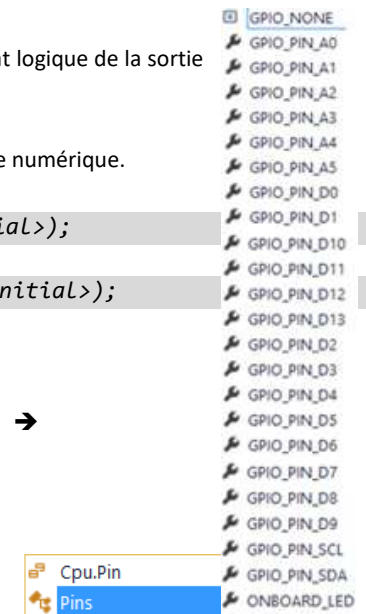 t logique de la sortie
e numérique.
ial>);
nitial>);
➔
Cpu.Pin
Pins
GPIO_NONE
GPIO_PIN_A0
GPIO_PIN_A1
GPIO_PIN_A2
GPIO_PIN_A3
GPIO_PIN_A4
GPIO_PIN_A5
GPIO_PIN_D0
GPIO_PIN_D1
GPIO_PIN_D10
GPIO_PIN_D11
GPIO_PIN_D12
GPIO_PIN_D13
GPIO_PIN_D2
GPIO_PIN_D3
GPIO_PIN_D4
GPIO_PIN_D5
GPIO_PIN_D6
GPIO_PIN_D7
GPIO_PIN_D8
GPIO_PIN_D9
GPIO_PIN_SCL
GPIO_PIN_SDA
ONBOARD_LED